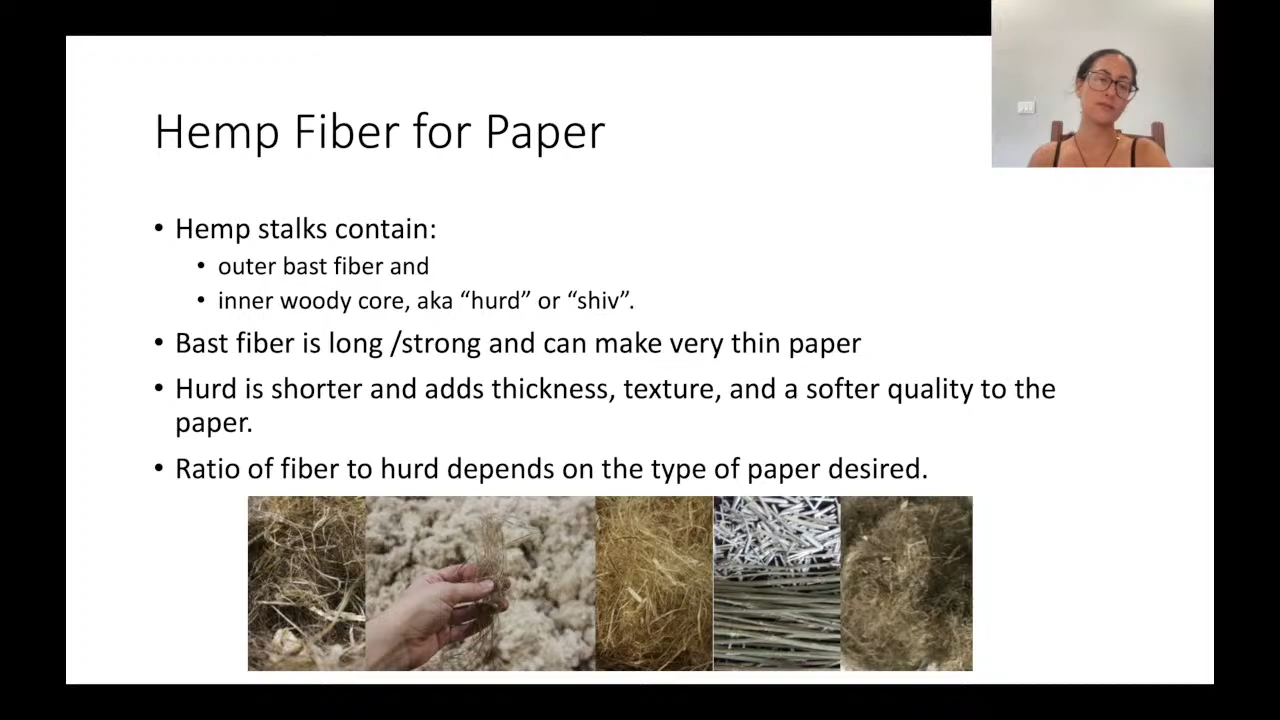 Hemp Fiber for Paper
• Hemp stalks contain:
• outer bast fiber and
• inner woody core, aka “hurd” or “shiv”.
• Bast fiber is long /strong and can make very thin paper
• Hurd is shorter and adds thickness, texture, and a softer quality to the
paper.
• Ratio of fiber to hurd depends on the type of paper desired.